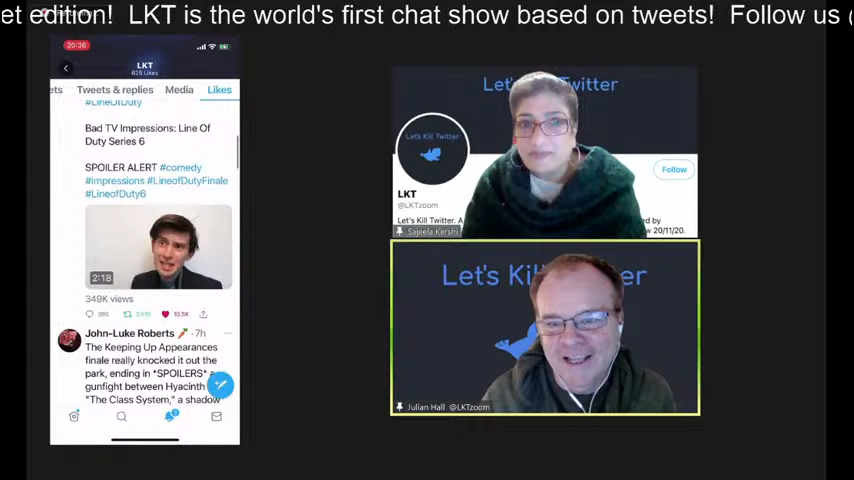 et edition!  LKT is the world's first chat show based on tweets!  Follow us @
20:36
LKT
625 Likes
ets
Tweets & replies
Media
Likes
#LineOfDuty
Bad TV Impressions: Line Of
Duty Series 6
SPOILER ALERT #comedy
#impressions #LineofDutyFinale
#LineofDuty6
2:18
349K views
10.5K
John-Luke Roberts 🥕 · 7h
The Keeping Up Appearances
finale really knocked it out the
park, ending in *SPOILERS* a
gunfight between Hyacinth
"The Class System," a shadow
Let's Twitter
Let's Kill Twitter
Follow
LKT
@LKTzoom
Let's Kill Twitter. A
d by
w 20/11/20.
Sajeela Kershi
Let's Kil er
Julian Hall @LKTzoom